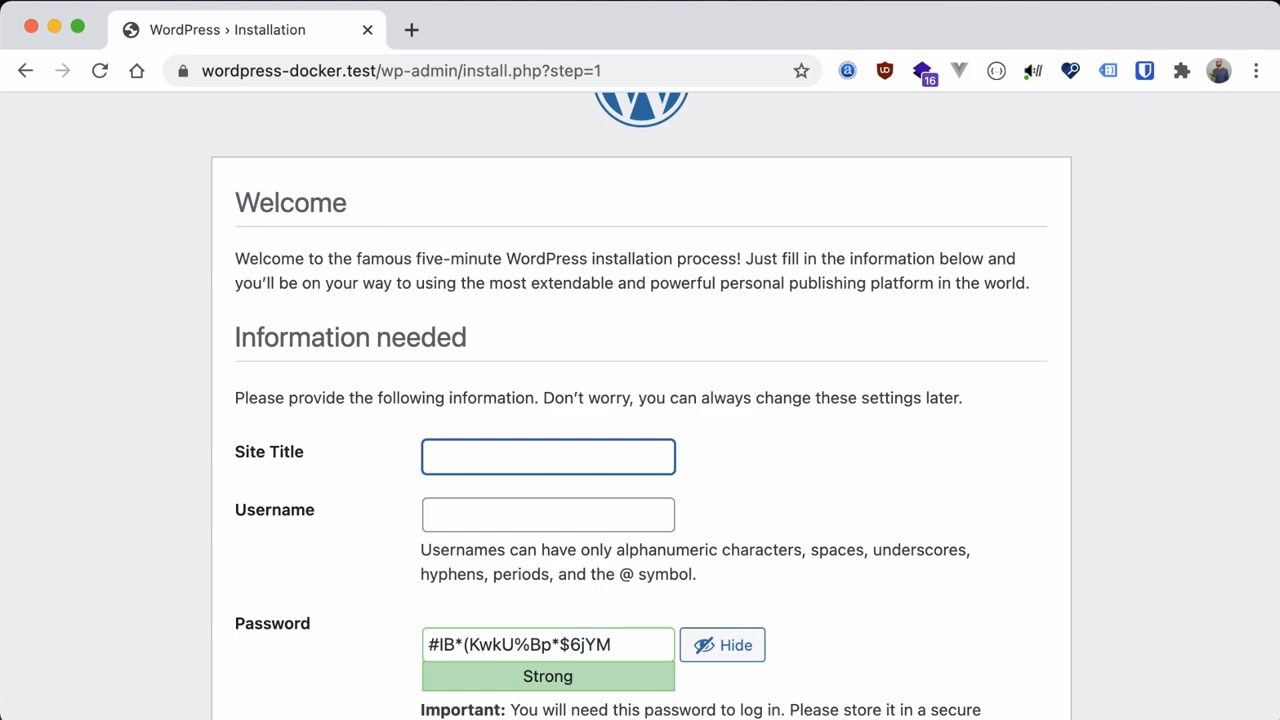 WordPress › Installation
wordpress-docker.test/wp-admin/install.php?step=1
16
Welcome
Welcome to the famous five-minute WordPress installation process! Just fill in the information below and
you’ll be on your way to using the most extendable and powerful personal publishing platform in the world.
Information needed
Please provide the following information. Don’t worry, you can always change these settings later.
Site Title
Username
Usernames can have only alphanumeric characters, spaces, underscores,
hyphens, periods, and the @ symbol.
Password
#IB*(KwkU%Bp*$6jYM
Hide
Strong
Important: You will need this password to log in. Please store it in a secure